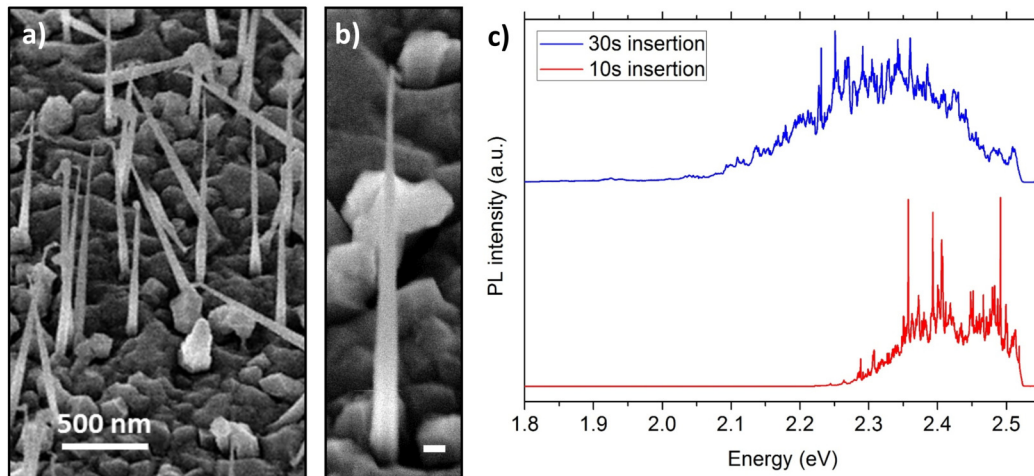 a)
500 nm
b)
c)
30s insertion
10s insertion
PL intensity (a.u.)
1.8 1.9 2.0 2.1 2.2 2.3 2.4 2.5
Energy (eV)